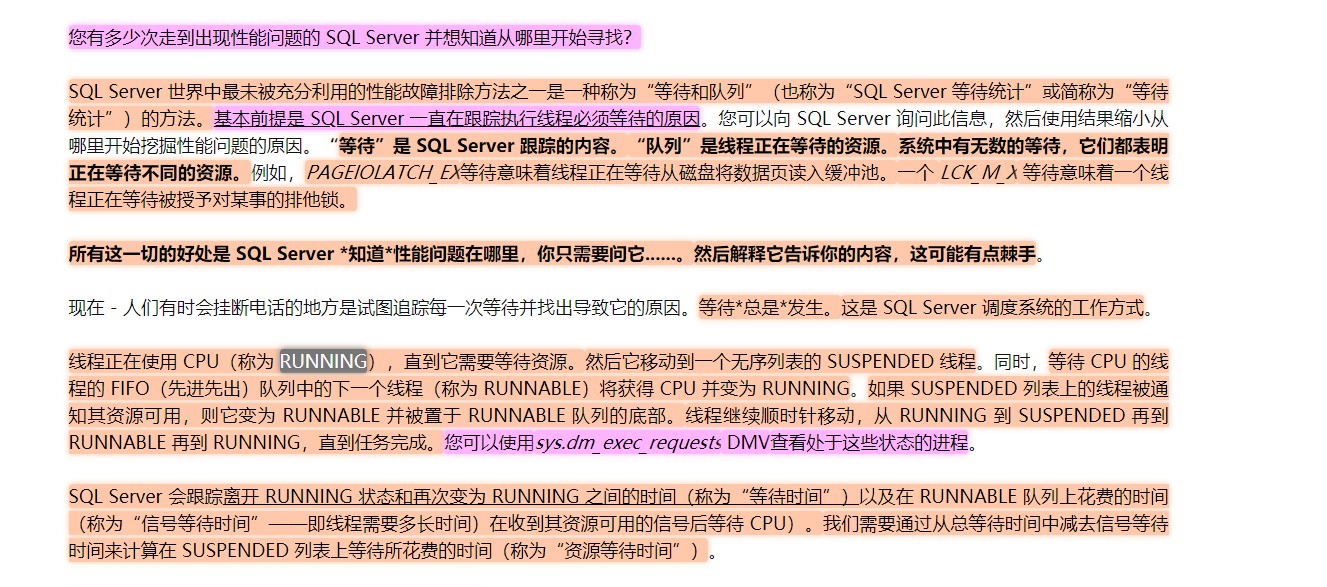 您有多少次走到出现性能问题的 SQL Server 并想知道从哪里开始寻找？
SQL Server 世界中最未被充分利用的性能故障排除方法之一是一种称为“等待和队列”（也称为“SQL Server 等待统计”或简称为“等待
统计”）的方法。基本前提是 SQL Server 一直在跟踪执行线程必须等待的原因。您可以向 SQL Server 询问此信息，然后使用结果缩小从
哪里开始挖掘性能问题的原因。“等待”是 SQL Server 跟踪的内容。“队列”是线程正在等待的资源。系统中有无数的等待，它们都表明
正在等待不同的资源。例如，PAGEIOLATCH_EX等待意味着线程正在等待从磁盘将数据页读入缓冲池。一个 LCK_M_X 等待意味着一个线
程正在等待被授予对某事的排他锁。
所有这一切的好处是 SQL Server *知道*性能问题在哪里，你只需要问它......。然后解释它告诉你的内容，这可能有点棘手。
现在 - 人们有时会挂断电话的地方是试图追踪每一次等待并找出导致它的原因。等待*总是*发生。这是 SQL Server 调度系统的工作方式。
线程正在使用 CPU（称为 RUNNING），直到它需要等待资源。然后它移动到一个无序列表的 SUSPENDED 线程。同时，等待 CPU 的线
程的 FIFO（先进先出）队列中的下一个线程（称为 RUNNABLE）将获得 CPU 并变为 RUNNING。如果 SUSPENDED 列表上的线程被通
知其资源可用，则它变为 RUNNABLE 并被置于 RUNNABLE 队列的底部。线程继续顺时针移动，从 RUNNING 到 SUSPENDED 再到
RUNNABLE 再到 RUNNING，直到任务完成。您可以使用sys.dm_exec_requests DMV查看处于这些状态的进程。
SQL Server 会跟踪离开 RUNNING 状态和再次变为 RUNNING 之间的时间（称为“等待时间”）以及在 RUNNABLE 队列上花费的时间
（称为“信号等待时间”——即线程需要多长时间）在收到其资源可用的信号后等待 CPU）。我们需要通过从总等待时间中减去信号等待
时间来计算在 SUSPENDED 列表上等待所花费的时间（称为“资源等待时间”）。